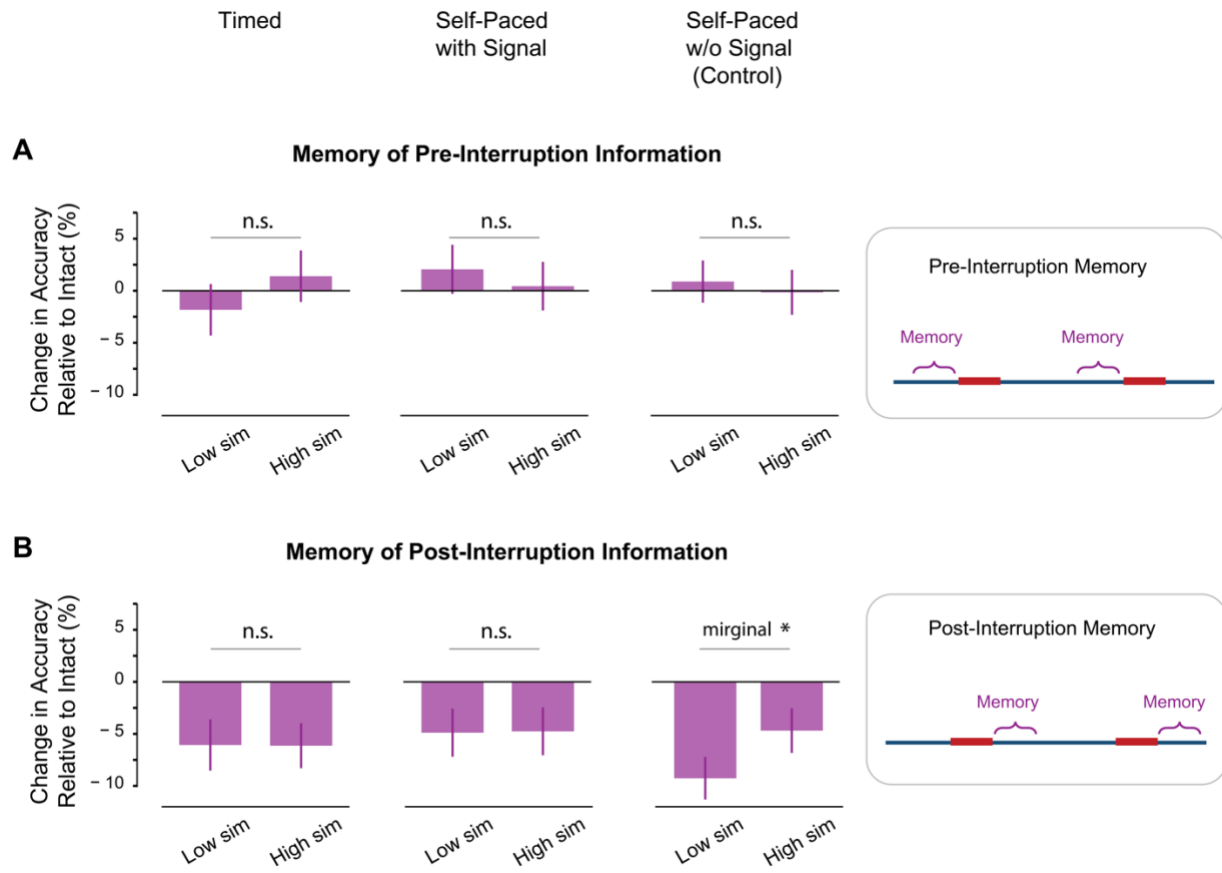 Timed
Self-Paced
with Signal
Self-Paced
w/o Signal
(Control)
A
Memory of Pre-Interruption Information
Change in Accuracy
Relative to Intact (%)
5
0
− 5
− 10
n.s.
n.s.
n.s.
Low sim
High sim
Low sim
High sim
Low sim
High sim
Pre-Interruption Memory
Memory
Memory
B
Memory of Post-Interruption Information
Change in Accuracy
Relative to Intact (%)
5
0
− 5
− 10
n.s.
n.s.
mirginal *
Low sim
High sim
Low sim
High sim
Low sim
High sim
Post-Interruption Memory
Memory
Memory